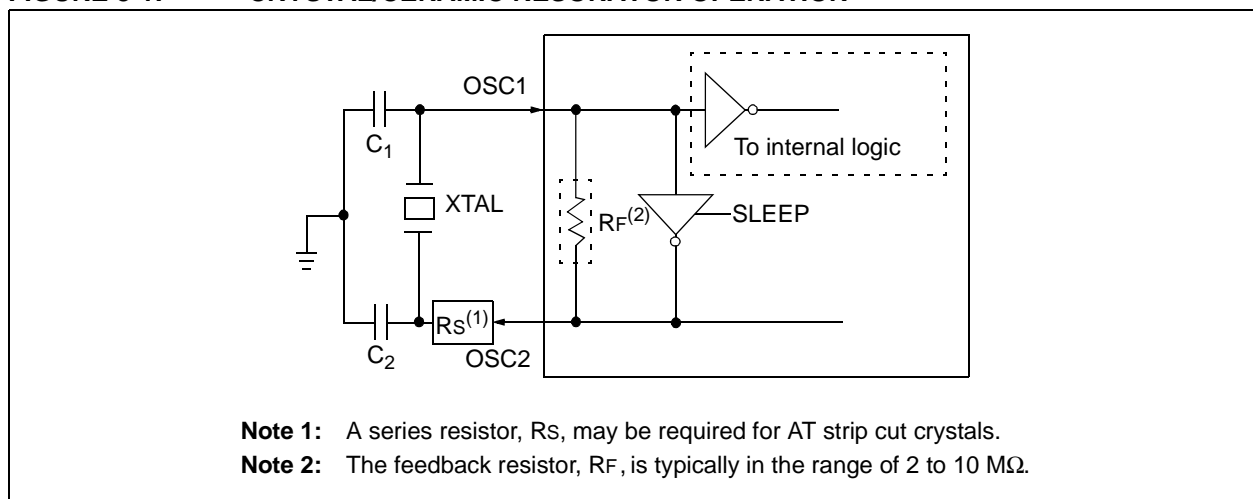 OSC1
C1
To internal logic
XTAL
RF(2)
SLEEP
RS(1)
C2
OSC2
Note 1: A series resistor, RS, may be required for AT strip cut crystals.
Note 2: The feedback resistor, RF, is typically in the range of 2 to 10 MΩ.